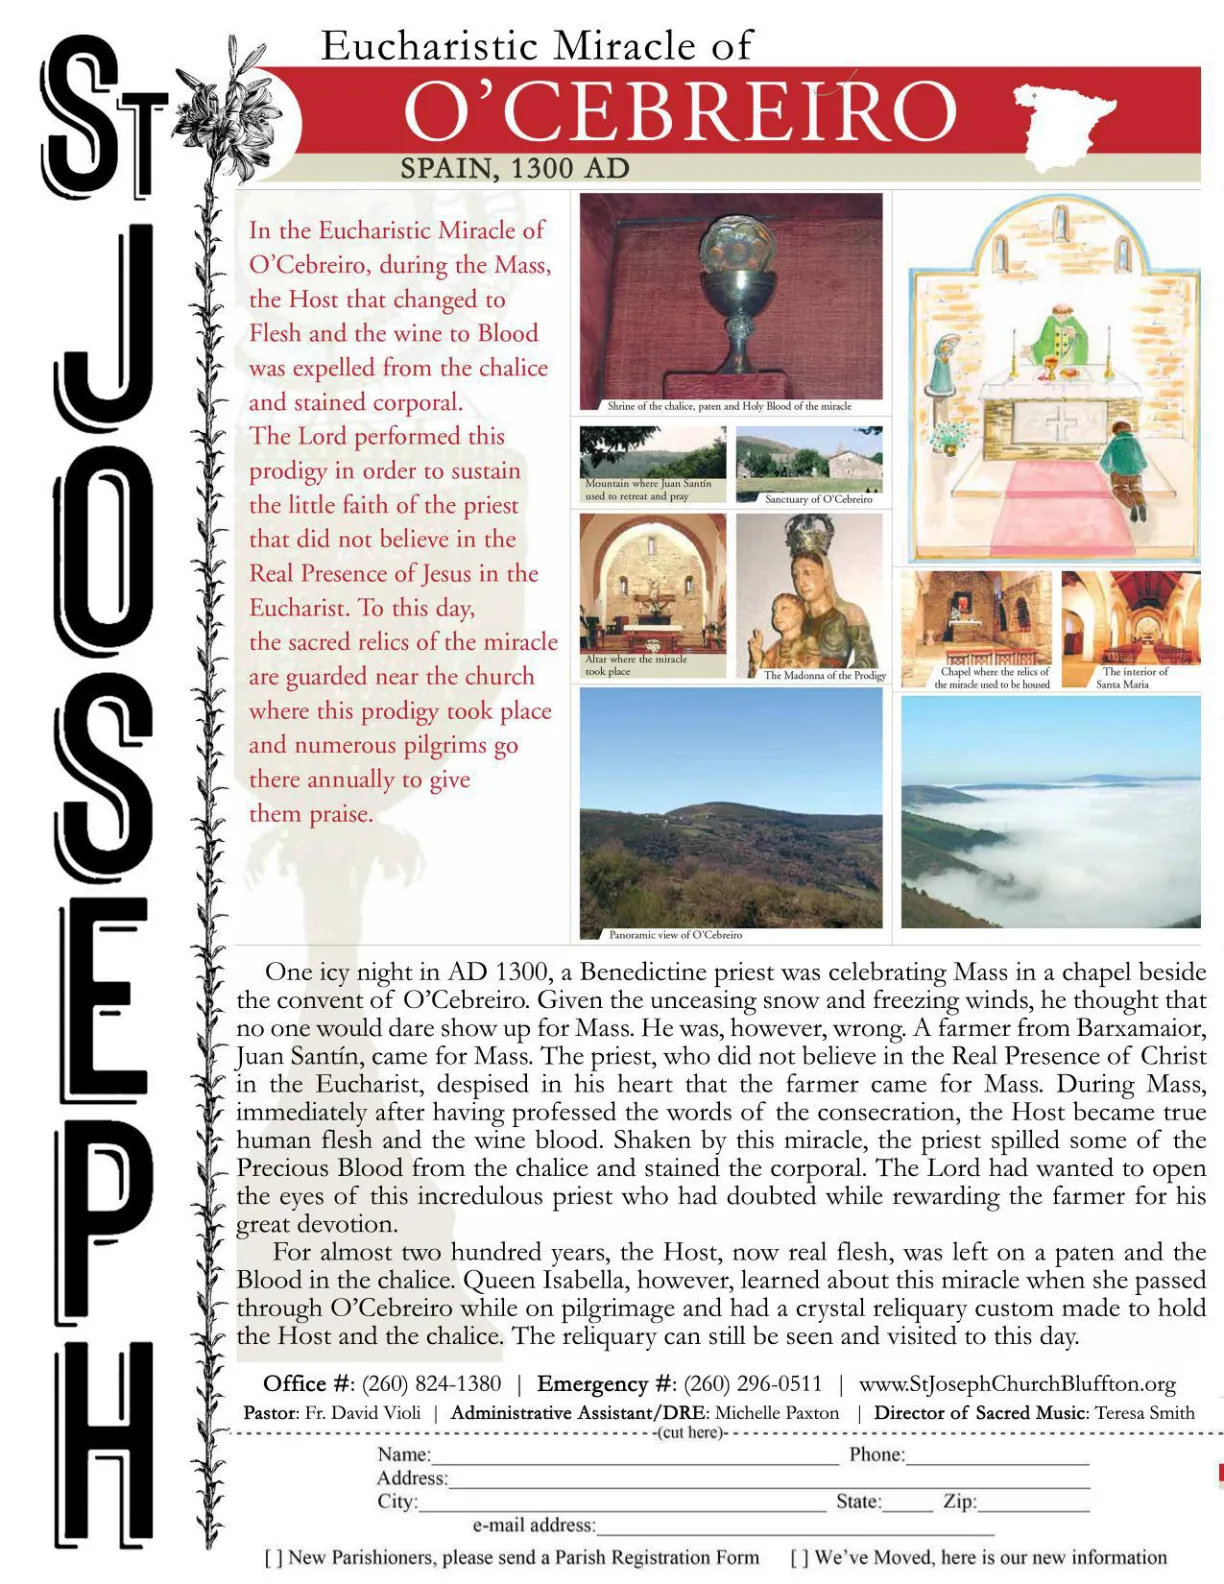 ST JOSEPH
Eucharistic Miracle of
O’CEBREIRO
SPAIN, 1300 AD
In the Eucharistic Miracle of
O’Cebreiro, during the Mass,
the Host that changed to
Flesh and the wine to Blood
was expelled from the chalice
and stained corporal.
The Lord performed this
prodigy in order to sustain
the little faith of the priest
that did not believe in the
Real Presence of Jesus in the
Eucharist. To this day,
the sacred relics of the miracle
are guarded near the church
where this prodigy took place
and numerous pilgrims go
there annually to give
them praise.
Shrine of the chalice, paten and Holy Blood of the miracle
Mountain where Juan Santín
used to retreat and pray
Sanctuary of O’Cebreiro
Altar where the miracle
took place
The Madonna of the Prodigy
Chapel where the relics of
the miracle used to be housed
The interior of
Santa Maria
Panoramic view of O’Cebreiro
One icy night in AD 1300, a Benedictine priest was celebrating Mass in a chapel beside
the convent of O’Cebreiro. Given the unceasing snow and freezing winds, he thought that
no one would dare show up for Mass. He was, however, wrong. A farmer from Barxamaior,
Juan Santín, came for Mass. The priest, who did not believe in the Real Presence of Christ
in the Eucharist, despised in his heart that the farmer came for Mass. During Mass,
immediately after having professed the words of the consecration, the Host became true
human flesh and the wine blood. Shaken by this miracle, the priest spilled some of the
Precious Blood from the chalice and stained the corporal. The Lord had wanted to open
the eyes of this incredulous priest who had doubted while rewarding the farmer for his
great devotion.
For almost two hundred years, the Host, now real flesh, was left on a paten and the
Blood in the chalice. Queen Isabella, however, learned about this miracle when she passed
through O’Cebreiro while on pilgrimage and had a crystal reliquary custom made to hold
the Host and the chalice. The reliquary can still be seen and visited to this day.
Office #: (260) 824-1380 | Emergency #: (260) 296-0511 | www.StJosephChurchBluffton.org
Pastor: Fr. David Violi | Administrative Assistant/DRE: Michelle Paxton | Director of Sacred Music: Teresa Smith
(cut here)
Name: Phone:
Address:
City: State: Zip:
e-mail address:
[ ] New Parishioners, please send a Parish Registration Form [ ] We’ve Moved, here is our new information